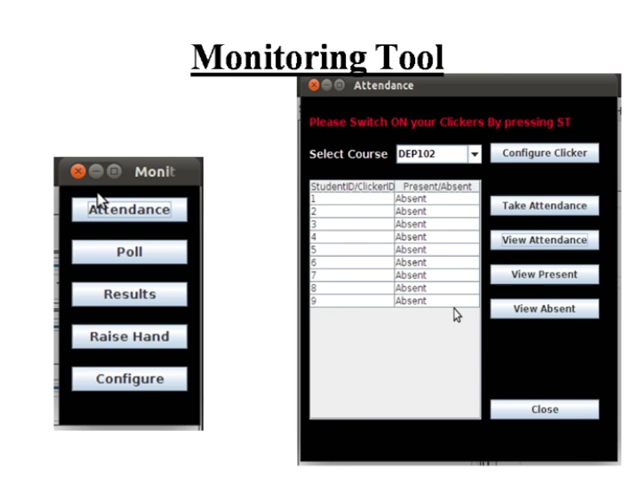 Monitoring Tool
Monit
Attendance
Poll
Results
Raise Hand
Configure
Attendance
Please Switch ON your Clickers By pressing ST
Select Course DEP102 Configure Clicker
StudentID/ClickerID Present/Absent
1 Absent
2 Absent
3 Absent
4 Absent
5 Absent
6 Absent
7 Absent
8 Absent
9 Absent
Take Attendance
View Attendance
View Present
View Absent
Close